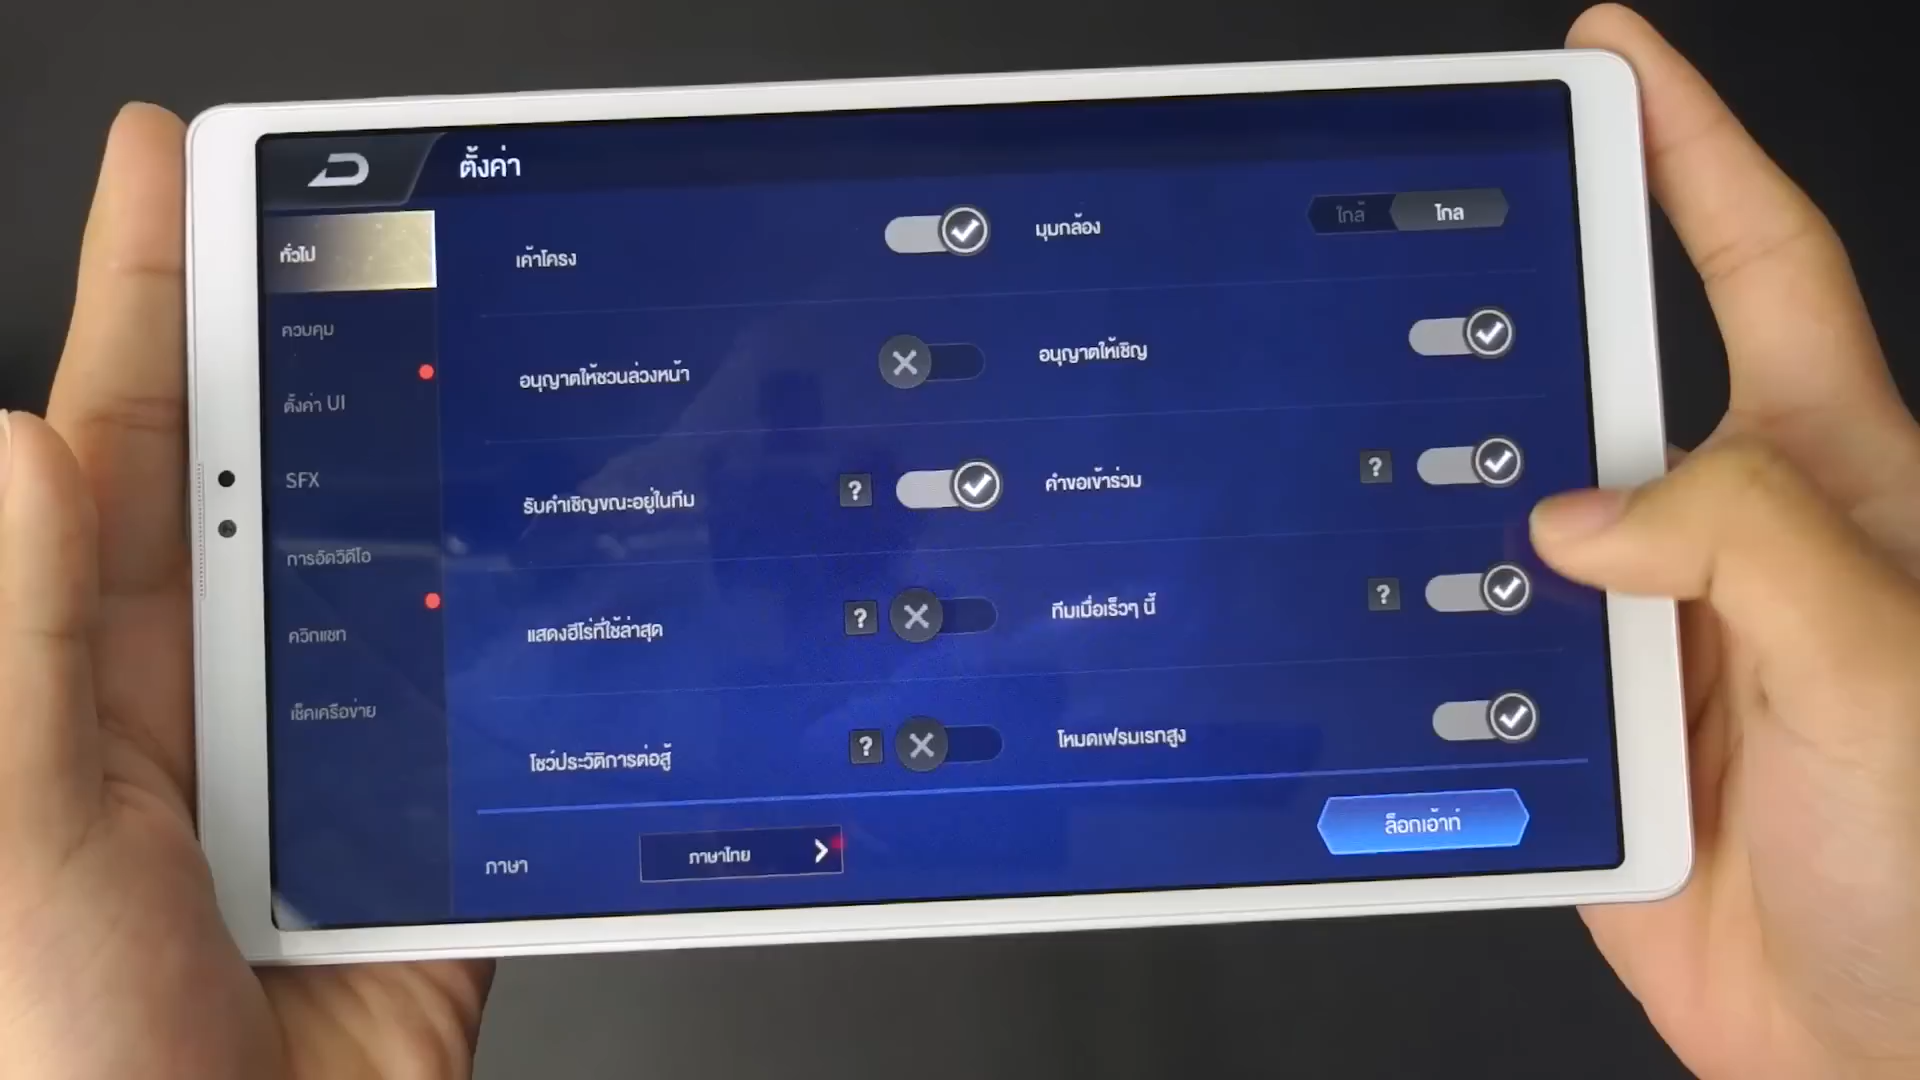 ตั้งค่า
ทั่วไป
ควบคุม
ตั้งค่า UI
SFX
การอัดวิดีโอ
ควิกแชท
เช็คเครือข่าย
เค้าโครง
มุมกล้อง
ใกล้
ไกล
อนุญาตให้ชวนล่วงหน้า
อนุญาตให้เชิญ
รับคำเชิญขณะอยู่ในทีม
?
คำขอเข้าร่วม
?
แสดงฮีโร่ที่ใช้ล่าสุด
?
ทีมเมื่อเร็วๆ นี้
?
โชว์ประวัติการต่อสู้
?
โหมดเฟรมเรทสูง
ภาษา
ภาษาไทย
ล็อกเอ้าท์